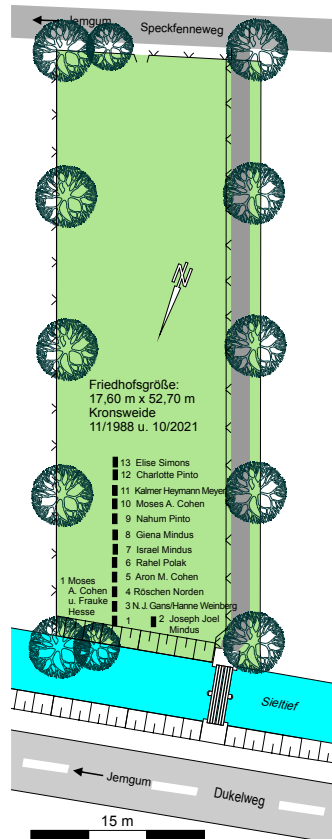 Speckfenneweg
Jemgum
N
Friedhofsgröße:
17,60 m x 52,70 m
Kronsweide
11/1988 u. 10/2021
13 Elise Simons
12 Charlotte Pinto
11 Kalmer Heymann Meyer
10 Moses A. Cohen
9 Nahum Pinto
8 Giena Mindus
7 Israel Mindus
6 Rahel Polak
5 Aron M. Cohen
4 Röschen Norden
3 N.J. Gans/Hanne Weinberg
1 Moses
A. Cohen
u. Frauke
Hesse
1
2 Joseph Joel
Mindus
Sieltief
Jemgum
Dukelweg
15 m